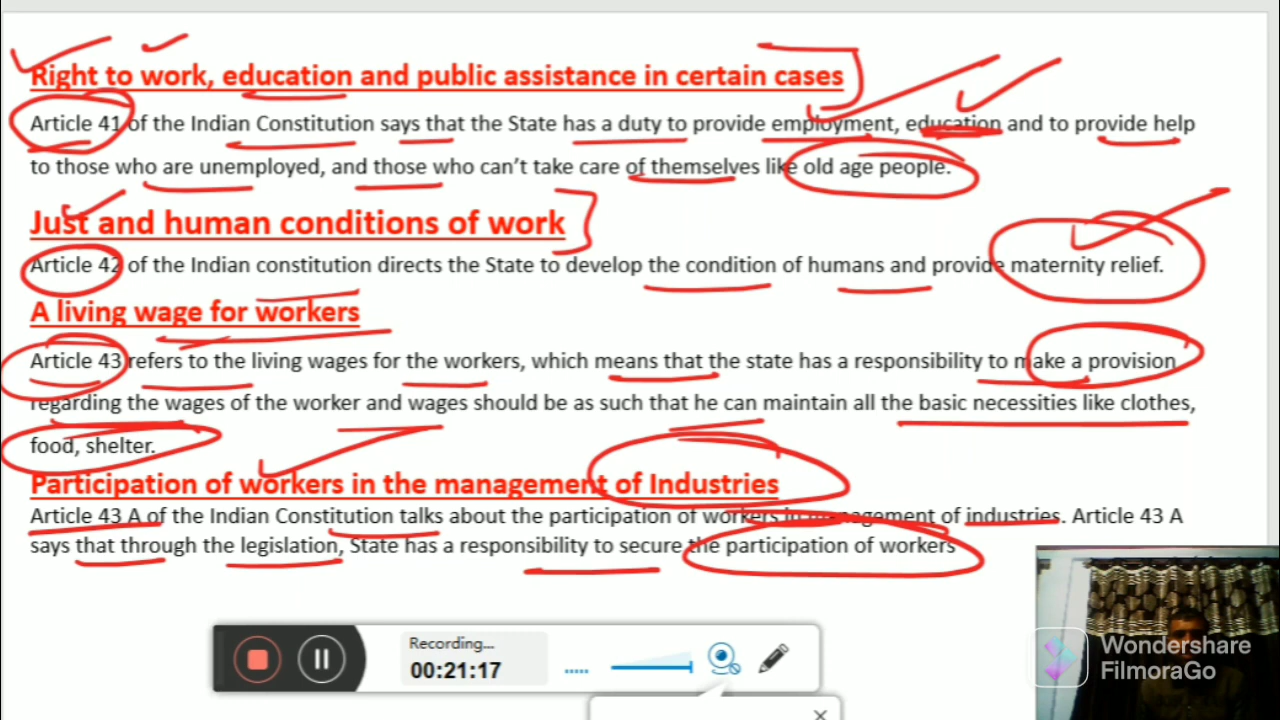 Right to work, education and public assistance in certain cases
Article 41 of the Indian Constitution says that the State has a duty to provide employment, education and to provide help
to those who are unemployed, and those who can't take care of themselves like old age people.
Just and human conditions of work
Article 42 of the Indian constitution directs the State to develop the condition of humans and provide maternity relief.
A living wage for workers
Article 43 refers to the living wages for the workers, which means that the state has a responsibility to make a provision
regarding the wages of the worker and wages should be as such that he can maintain all the basic necessities like clothes,
food, shelter.
Participation of workers in the management of Industries
Article 43 A of the Indian Constitution talks about the participation of workers in management of industries. Article 43 A
says that through the legislation, State has a responsibility to secure the participation of workers
Recording...
00:21:17
Wondershare
FilmoraGo